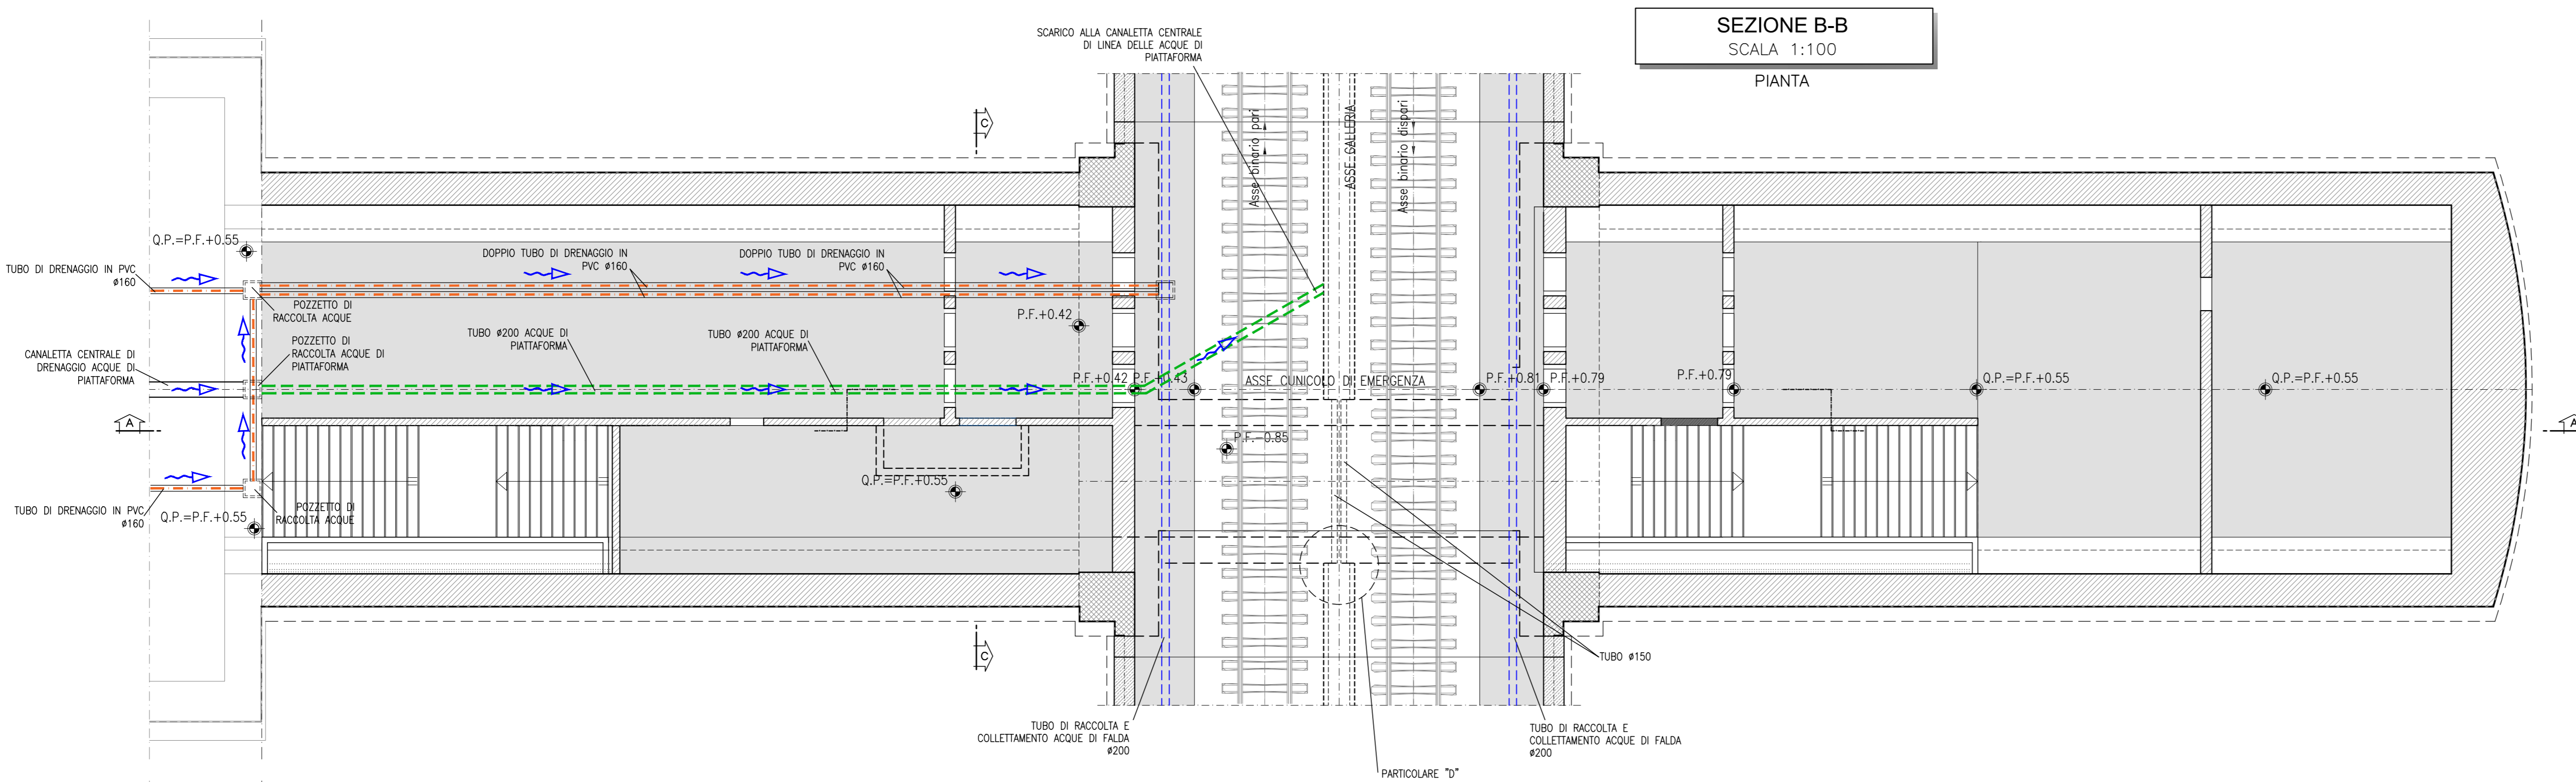 SEZIONE B-B
SCALA 1:100
PIANTA
SCARICO ALLA CANALETTA CENTRALE
DI LINEA DELLE ACQUE DI
PIATTAFORMA
C
Asse binario pari
ASSE GALLERIA
Asse binario dispari
Q.P.=P.F.+0.55
TUBO DI DRENAGGIO IN PVC
ø160
DOPPIO TUBO DI DRENAGGIO IN
PVC ø160
DOPPIO TUBO DI DRENAGGIO IN
PVC ø160
POZZETTO DI
RACCOLTA ACQUE
P.F.+0.42
TUBO ø200 ACQUE DI
PIATTAFORMA
TUBO ø200 ACQUE DI
PIATTAFORMA
POZZETTO DI
RACCOLTA ACQUE DI
PIATTAFORMA
CANALETTA CENTRALE DI
DRENAGGIO ACQUE DI
PIATTAFORMA
P.F.+0.42
P.F.+0.43
ASSE CUNICOLO DI EMERGENZA
P.F.+0.81
P.F.+0.79
P.F.+0.79
Q.P.=P.F.+0.55
Q.P.=P.F.+0.55
A
A
P.F.-0.85
Q.P.=P.F.+0.55
TUBO DI DRENAGGIO IN PVC
ø160
POZZETTO DI
RACCOLTA ACQUE
Q.P.=P.F.+0.55
C
TUBO ø150
TUBO DI RACCOLTA E
COLLETTAMENTO ACQUE DI FALDA
ø200
TUBO DI RACCOLTA E
COLLETTAMENTO ACQUE DI FALDA
ø200
PARTICOLARE "D"